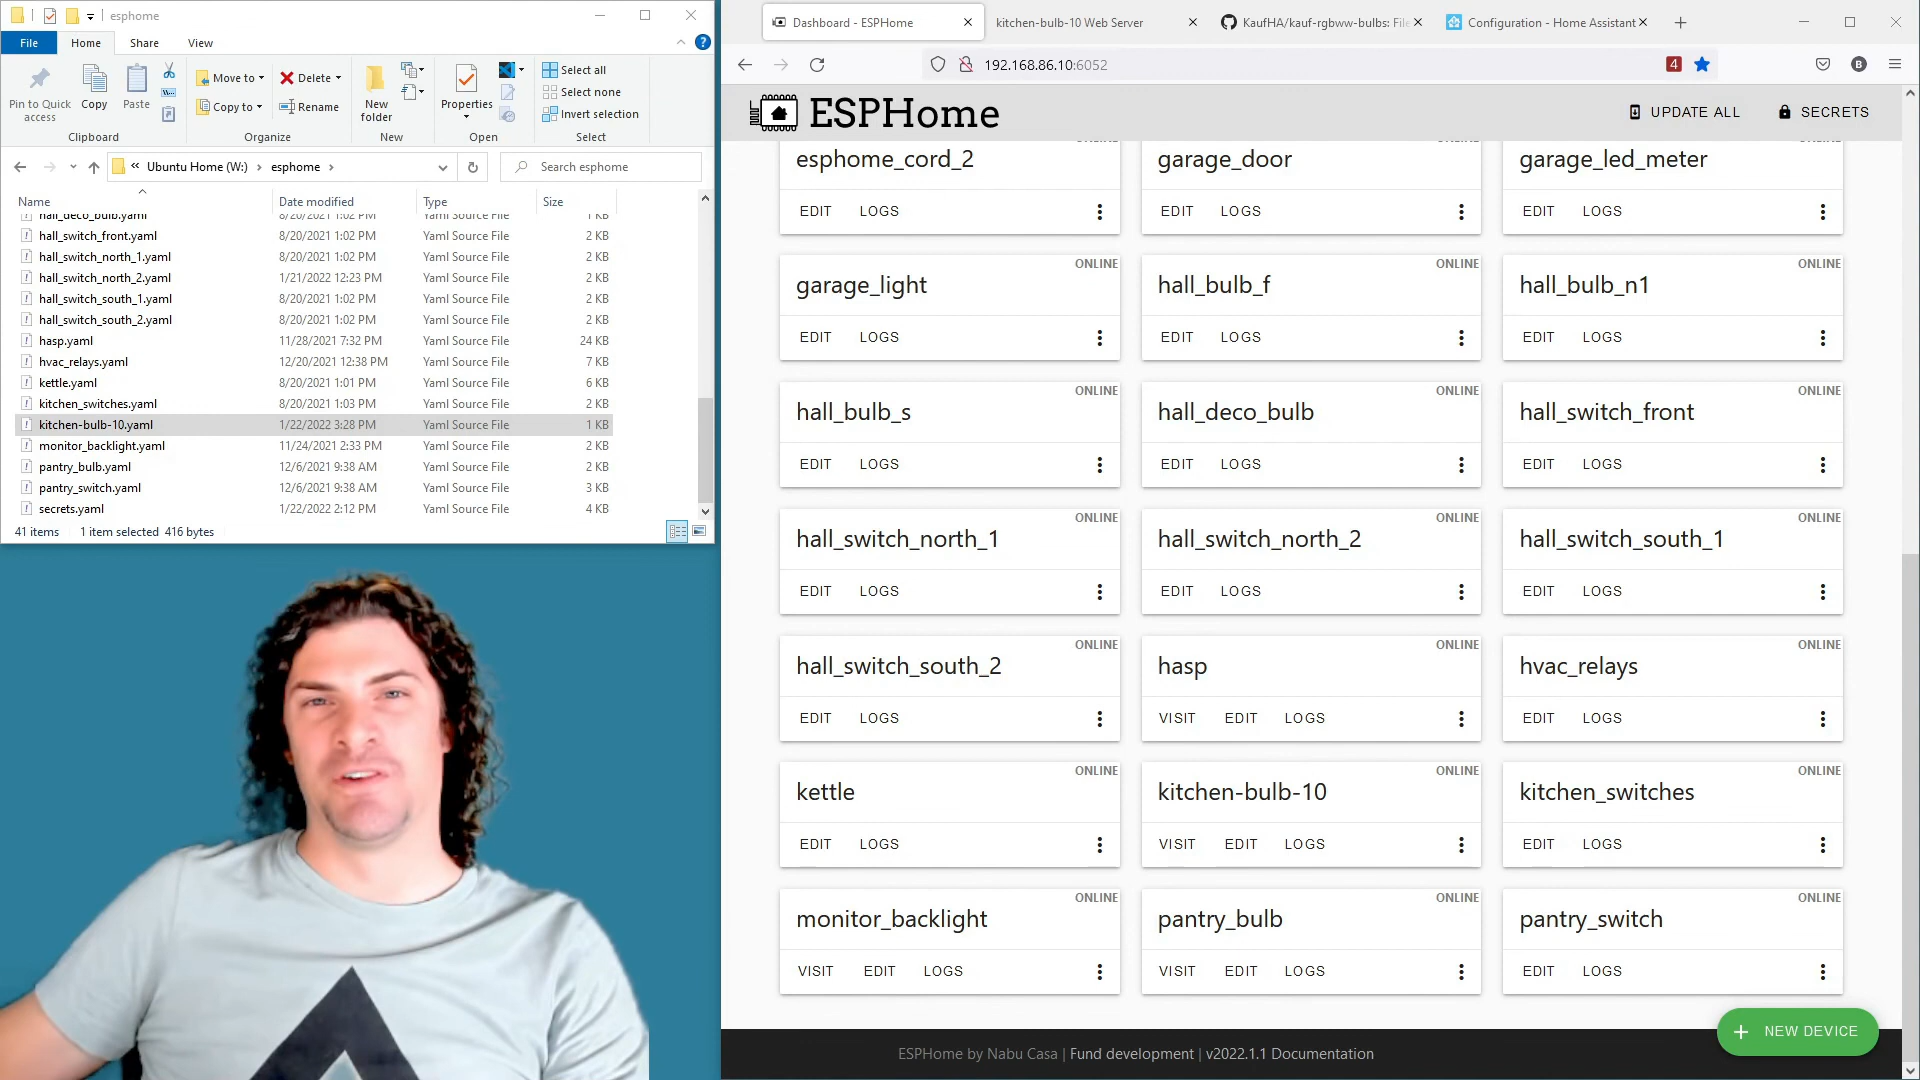 esphome
File
Home
Share
View
Pin to Quick access
Copy
Paste
Move to
Copy to
Delete
Rename
New folder
Properties
Select all
Select none
Invert selection
Clipboard
Organize
New
Open
Select
« Ubuntu Home (W:) > esphome >
Search esphome
Name Date modified Type Size
hall_deco_bulb.yaml 8/20/2021 1:02 PM Yaml Source File 1 KB
hall_switch_front.yaml 8/20/2021 1:02 PM Yaml Source File 2 KB
hall_switch_north_1.yaml 8/20/2021 1:02 PM Yaml Source File 2 KB
hall_switch_north_2.yaml 1/21/2022 12:23 PM Yaml Source File 2 KB
hall_switch_south_1.yaml 8/20/2021 1:02 PM Yaml Source File 2 KB
hall_switch_south_2.yaml 8/20/2021 1:02 PM Yaml Source File 2 KB
hasp.yaml 11/28/2021 7:32 PM Yaml Source File 24 KB
hvac_relays.yaml 12/20/2021 12:38 PM Yaml Source File 7 KB
kettle.yaml 8/20/2021 1:01 PM Yaml Source File 6 KB
kitchen_switches.yaml 8/20/2021 1:03 PM Yaml Source File 2 KB
kitchen-bulb-10.yaml 1/22/2022 3:28 PM Yaml Source File 1 KB
monitor_backlight.yaml 11/24/2021 2:33 PM Yaml Source File 2 KB
pantry_bulb.yaml 12/6/2021 9:38 AM Yaml Source File 2 KB
pantry_switch.yaml 12/6/2021 9:38 AM Yaml Source File 3 KB
secrets.yaml 1/22/2022 2:12 PM Yaml Source File 4 KB
41 items 1 item selected 416 bytes
Dashboard - ESPHome
kitchen-bulb-10 Web Server
KaufHA/kauf-rgbww-bulbs: File
Configuration - Home Assistant
192.168.86.10:6052
4
B
ESPHome
UPDATE ALL
SECRETS
esphome_cord_2 garage_door garage_led_meter
EDIT LOGS EDIT LOGS EDIT LOGS
ONLINE ONLINE ONLINE
garage_light hall_bulb_f hall_bulb_n1
EDIT LOGS EDIT LOGS EDIT LOGS
ONLINE ONLINE ONLINE
hall_bulb_s hall_deco_bulb hall_switch_front
EDIT LOGS EDIT LOGS EDIT LOGS
ONLINE ONLINE ONLINE
hall_switch_north_1 hall_switch_north_2 hall_switch_south_1
EDIT LOGS EDIT LOGS EDIT LOGS
ONLINE ONLINE ONLINE
hall_switch_south_2 hasp hvac_relays
EDIT LOGS VISIT EDIT LOGS EDIT LOGS
ONLINE ONLINE ONLINE
kettle kitchen-bulb-10 kitchen_switches
EDIT LOGS VISIT EDIT LOGS EDIT LOGS
ONLINE ONLINE ONLINE
monitor_backlight pantry_bulb pantry_switch
VISIT EDIT LOGS VISIT EDIT LOGS EDIT LOGS
+ NEW DEVICE
ESPHome by Nabu Casa | Fund development | v2022.1.1 Documentation